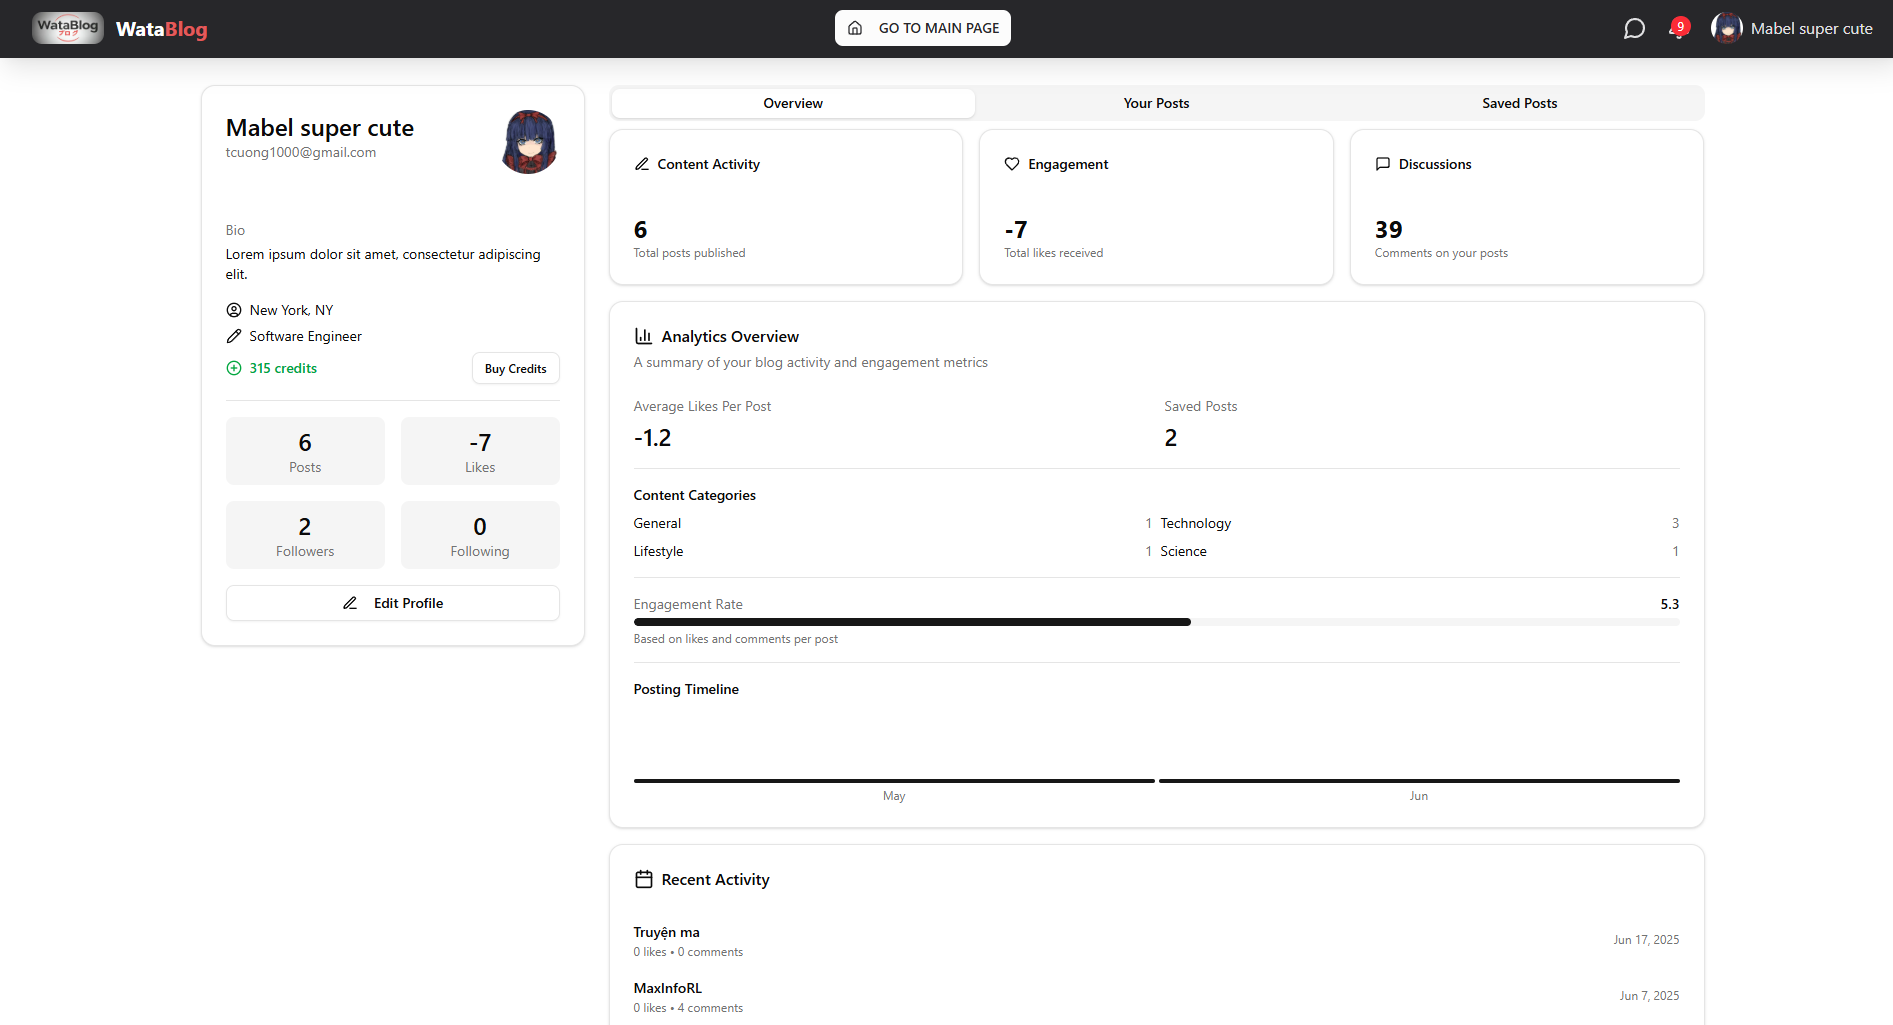 WataBlog
ブログ
WataBlog
GO TO MAIN PAGE
9
Mabel super cute
Mabel super cute
tcuong1000@gmail.com
Bio
Lorem ipsum dolor sit amet, consectetur adipiscing
elit.
New York, NY
Software Engineer
315 credits
Buy Credits
6
Posts
-7
Likes
2
Followers
0
Following
Edit Profile
Overview
Your Posts
Saved Posts
Content Activity
6
Total posts published
Engagement
-7
Total likes received
Discussions
39
Comments on your posts
Analytics Overview
A summary of your blog activity and engagement metrics
Average Likes Per Post
-1.2
Saved Posts
2
Content Categories
General 1
Technology 3
Lifestyle 1
Science 1
Engagement Rate 5.3
Based on likes and comments per post
Posting Timeline
May
Jun
Recent Activity
Truyện ma
0 likes • 0 comments
Jun 17, 2025
MaxInfoRL
0 likes • 4 comments
Jun 7, 2025